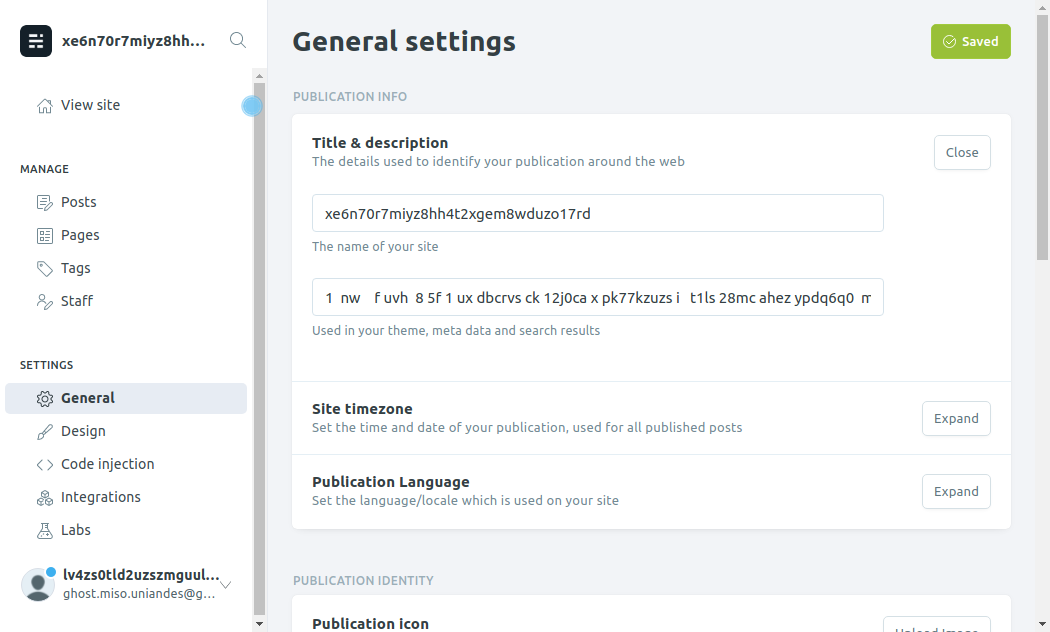 xe6n70r7miyz8hh...
View site
MANAGE
Posts
Pages
Tags
Staff
SETTINGS
General
Design
Code injection
Integrations
Labs
lv4zs0tld2uzszmguul...
ghost.miso.uniandes@g...
General settings
Saved
PUBLICATION INFO
Title & description
The details used to identify your publication around the web
Close
xe6n70r7miyz8hh4t2xgem8wduzo17rd
The name of your site
1 nw f uvh 8 5f 1 ux dbcrvs ck 12j0ca x pk77kzuzs i t1ls 28mc ahez ypdq6q0
Used in your theme, meta data and search results
Site timezone
Set the time and date of your publication, used for all published posts
Expand
Publication Language
Set the language/locale which is used on your site
Expand
PUBLICATION IDENTITY
Publication icon
Upload Image